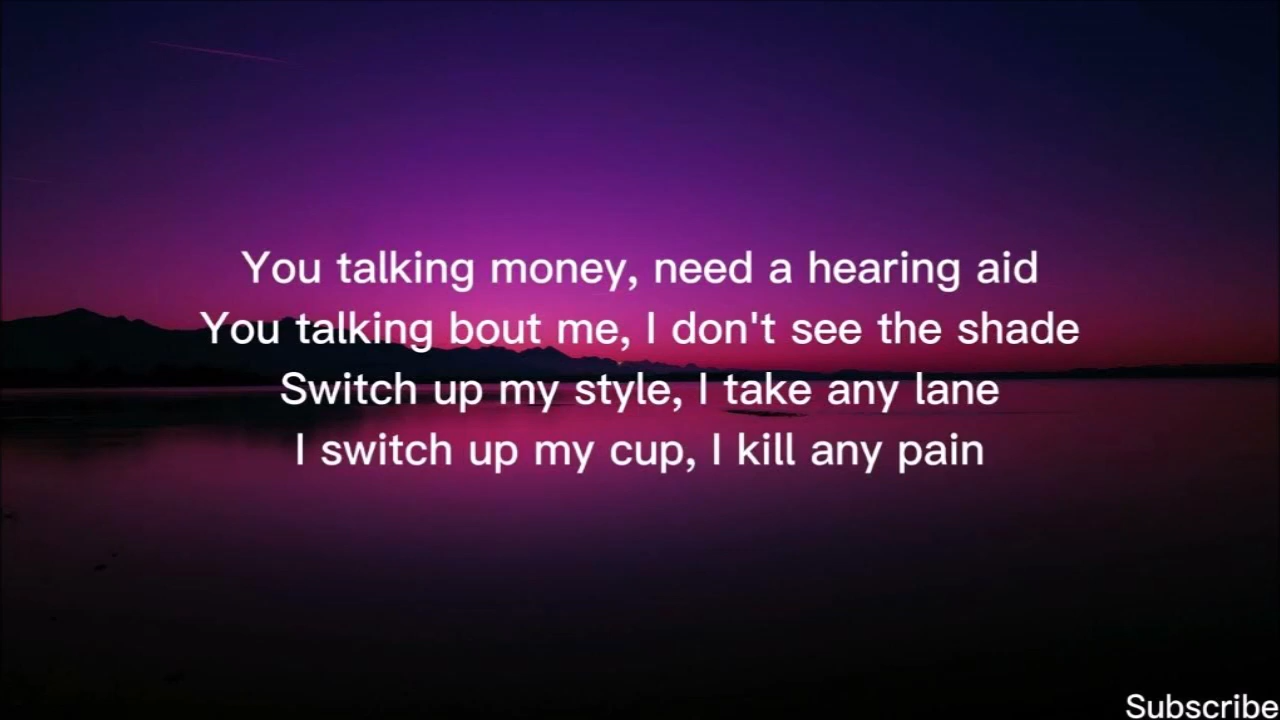 You talking money, need a hearing aid
You talking bout me, I don't see the shade
Switch up my style, I take any lane
I switch up my cup, I kill any pain
Subscribe